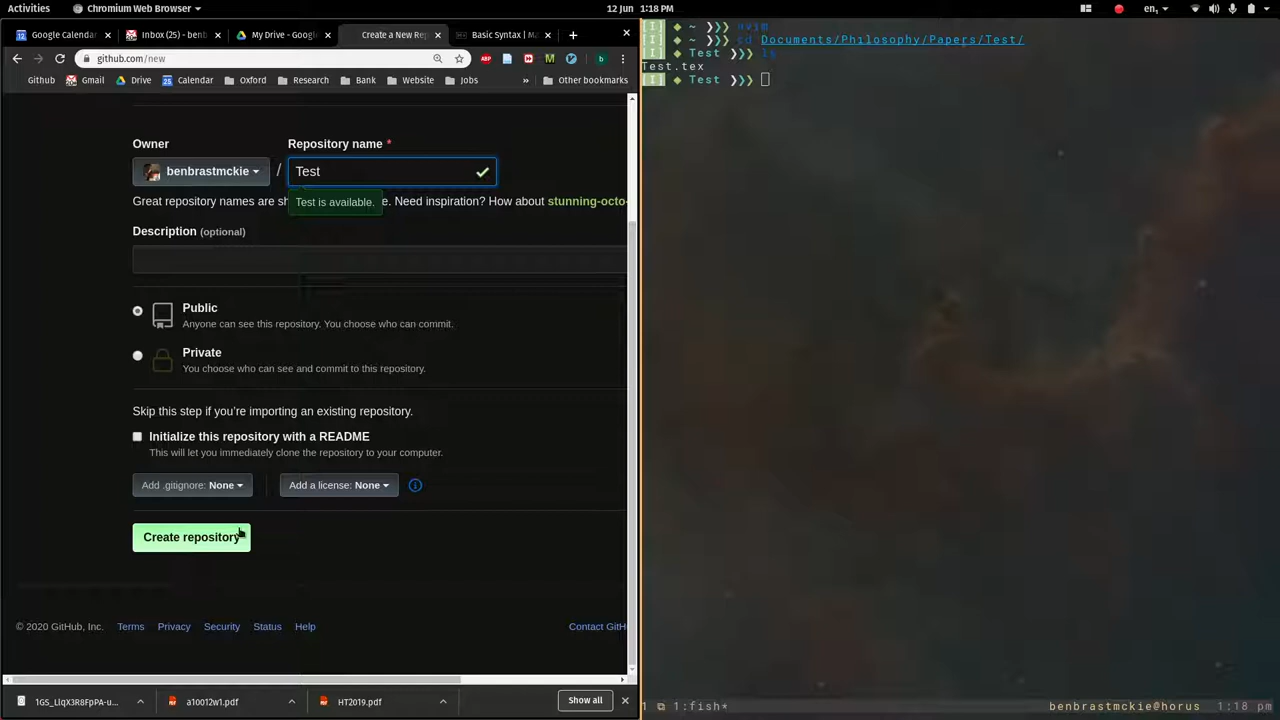 Activities
Chromium Web Browser
12 Jun 1:18 PM
en₁
Google Calendar
Inbox (25) - benb
My Drive - Google
Create a New Rep
Basic Syntax | Ma
github.com/new
Github
Gmail
Drive
Calendar
Oxford
Research
Bank
Website
Jobs
»
Other bookmarks
Owner
Repository name *
benbrastmckie / Test
Great repository names are sh
Test is available.
e. Need inspiration? How about stunning-octo-
Description (optional)
Public
Anyone can see this repository. You choose who can commit.
Private
You choose who can see and commit to this repository.
Skip this step if you're importing an existing repository.
Initialize this repository with a README
This will let you immediately clone the repository to your computer.
Add .gitignore: None
Add a license: None
Create repository
© 2020 GitHub, Inc.
Terms
Privacy
Security
Status
Help
Contact GitH
a10012w1.pdf
HT2019.pdf
Show all
[I] ◆ ~ ❯❯❯ nvim
[I] ◆ ~ ❯❯❯ cd Documents/Philosophy/Papers/Test/
[I] ◆ Test ❯❯❯ ls
Test.tex
[I] ◆ Test ❯❯❯
1 1:fish*
benbrastmckie@horus 1:18 pm